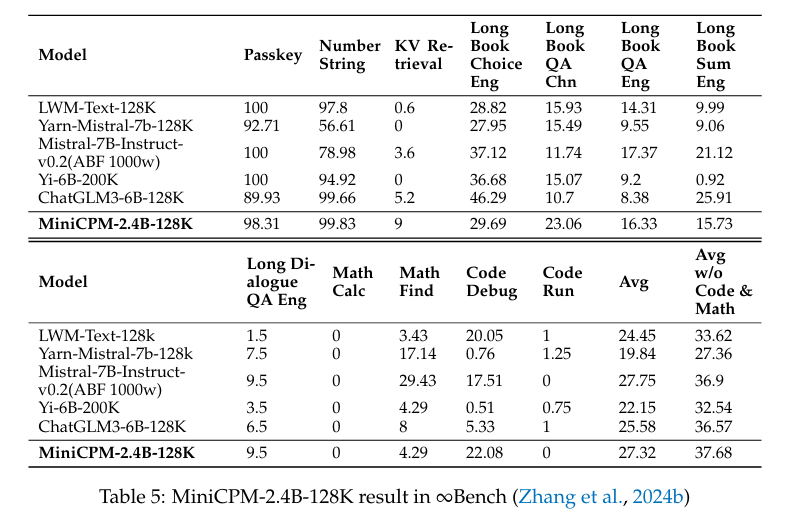 Model Passkey Number String KV Re-trieval Long Book Choice Eng Long Book QA Chn Long Book QA Eng Long Book Sum Eng
LWM-Text-128K 100 97.8 0.6 28.82 15.93 14.31 9.99
Yarn-Mistral-7b-128K 92.71 56.61 0 27.95 15.49 9.55 9.06
Mistral-7B-Instruct-
v0.2(ABF 1000w) 100 78.98 3.6 37.12 11.74 17.37 21.12
Yi-6B-200K 100 94.92 0 36.68 15.07 9.2 0.92
ChatGLM3-6B-128K 89.93 99.66 5.2 46.29 10.7 8.38 25.91
MiniCPM-2.4B-128K 98.31 99.83 9 29.69 23.06 16.33 15.73
Model Long Di-alogue QA Eng Math Calc Math Find Code Debug Code Run Avg Avg w/o Code & Math
LWM-Text-128k 1.5 0 3.43 20.05 1 24.45 33.62
Yarn-Mistral-7b-128k 7.5 0 17.14 0.76 1.25 19.84 27.36
Mistral-7B-Instruct-
v0.2(ABF 1000w) 9.5 0 29.43 17.51 0 27.75 36.9
Yi-6B-200K 3.5 0 4.29 0.51 0.75 22.15 32.54
ChatGLM3-6B-128K 6.5 0 8 5.33 1 25.58 36.57
MiniCPM-2.4B-128K 9.5 0 4.29 22.08 0 27.32 37.68
Table 5: MiniCPM-2.4B-128K result in ∞Bench (Zhang et al., 2024b)